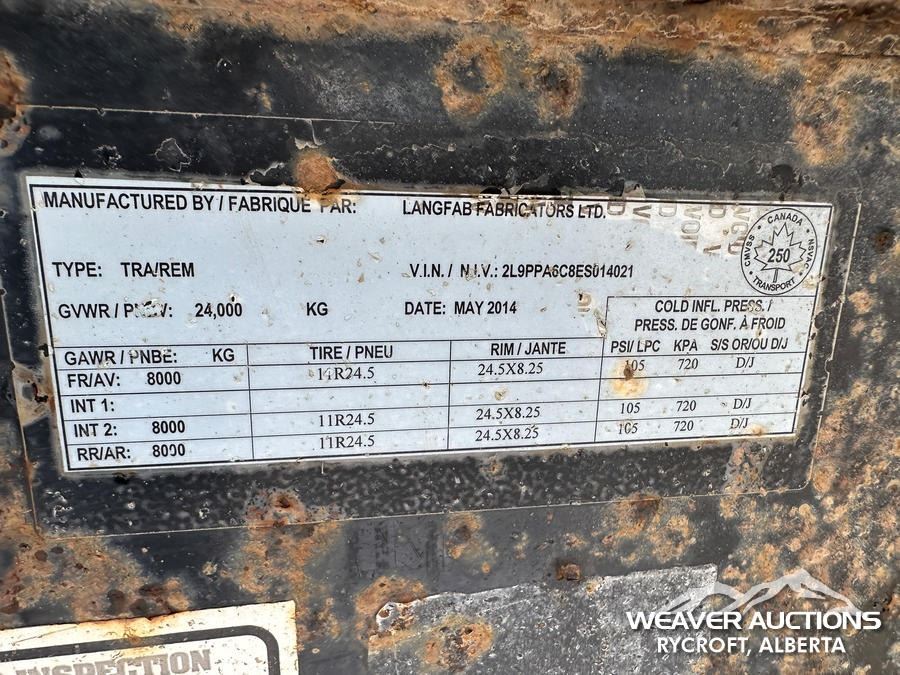 MANUFACTURED BY / FABRIQUE PAR: LANGFAB FABRICATORS LTD.
CANADA
CMVSS 250 NSVAC
TRANSPORT
TYPE: TRA/REM V.I.N. / N.I.V.: 2L9PPA6C8ES014021
GVWR / PNBV: 24,000 KG DATE: MAY 2014
COLD INFL. PRESS. /
PRESS. DE GONF. À FROID
GAWR / PNBE: KG TIRE / PNEU RIM / JANTE PSI/ LPC KPA S/S OR/OU D/J
FR/AV: 8000 11R24.5 24.5X8.25 105 720 D/J
INT 1:
INT 2: 8000 11R24.5 24.5X8.25 105 720 D/J
RR/AR: 8000 11R24.5 24.5X8.25 105 720 D/J
INSPECTION
WEAVER AUCTIONS
RYCROFT, ALBERTA